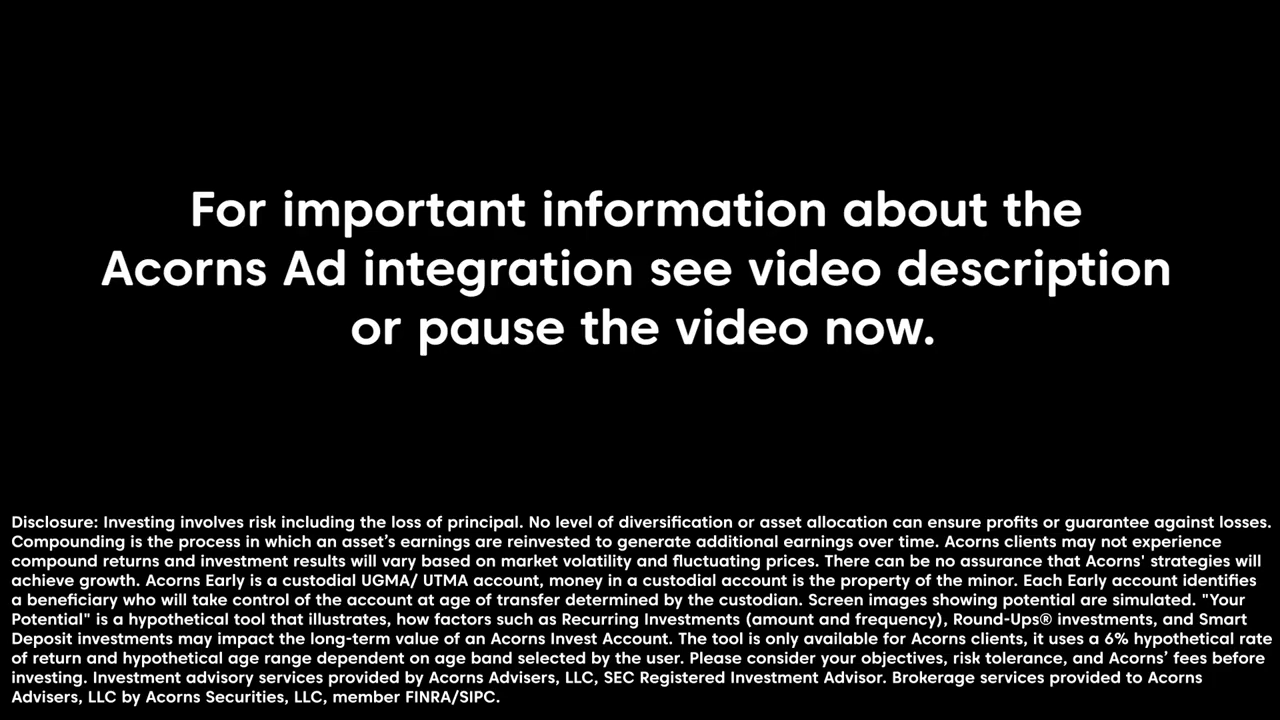 For important information about the
Acorns Ad integration see video description
or pause the video now.
Disclosure: Investing involves risk including the loss of principal. No level of diversification or asset allocation can ensure profits or guarantee against losses.
Compounding is the process in which an asset’s earnings are reinvested to generate additional earnings over time. Acorns clients may not experience
compound returns and investment results will vary based on market volatility and fluctuating prices. There can be no assurance that Acorns' strategies will
achieve growth. Acorns Early is a custodial UGMA/ UTMA account, money in a custodial account is the property of the minor. Each Early account identifies
a beneficiary who will take control of the account at age of transfer determined by the custodian. Screen images showing potential are simulated. "Your
Potential" is a hypothetical tool that illustrates, how factors such as Recurring Investments (amount and frequency), Round-Ups® investments, and Smart
Deposit investments may impact the long-term value of an Acorns Invest Account. The tool is only available for Acorns clients, it uses a 6% hypothetical rate
of return and hypothetical age range dependent on age band selected by the user. Please consider your objectives, risk tolerance, and Acorns’ fees before
investing. Investment advisory services provided by Acorns Advisers, LLC, SEC Registered Investment Advisor. Brokerage services provided to Acorns
Advisers, LLC by Acorns Securities, LLC, member FINRA/SIPC.